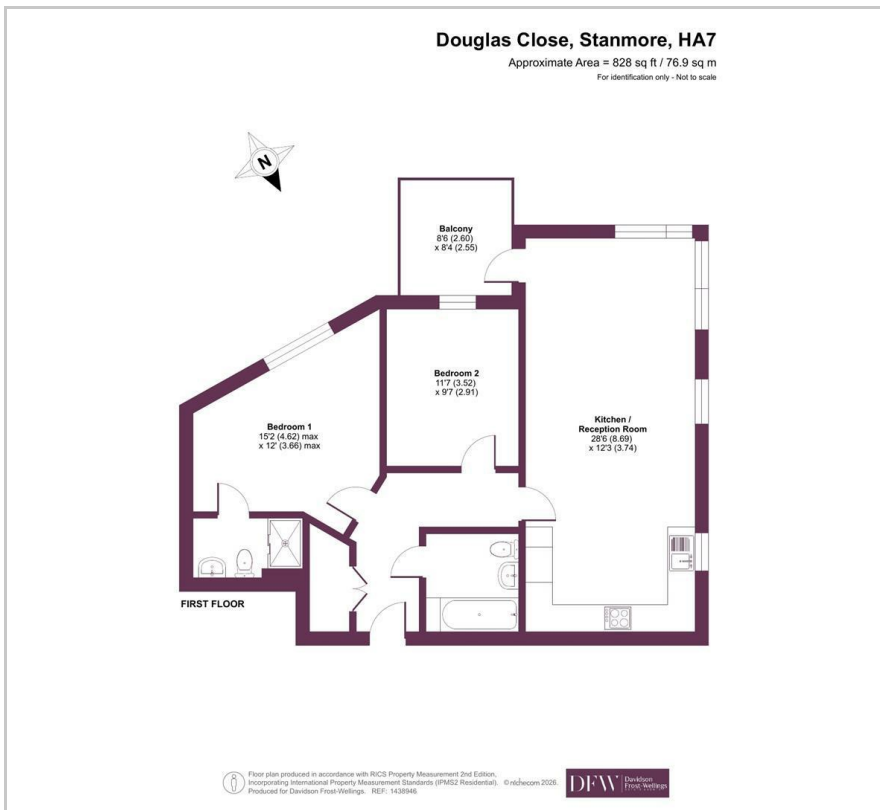 Douglas Close, Stanmore, HA7
Approximate Area = 828 sq ft / 76.9 sq m
For identification only - Not to scale
N
Balcony
8'6 (2.60)
x 8'4 (2.55)
Bedroom 2
11'7 (3.52)
x 9'7 (2.91)
Bedroom 1
15'2 (4.62) max
x 12' (3.66) max
Kitchen /
Reception Room
28'6 (8.69)
x 12'3 (3.74)
FIRST FLOOR
Floor plan produced in accordance with RICS Property Measurement 2nd Edition,
Incorporating International Property Measurement Standards (IPMS2 Residential). ©nichecom 2026.
Produced for Davidson Frost-Wellings. REF: 1438946
DFW
Davidson
Frost-Wellings